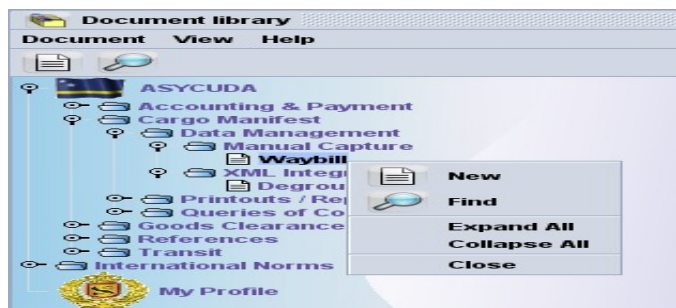 Document library
Document View Help
ASYCUDA
Accounting & Payment
Cargo Manifest
Data Management
Manual Capture
Waybill
XML Integ
Degrou
Printouts / Re
Queries of Co
Goods Clearance
References
Transit
International Norms
My Profile
New
Find
Expand All
Collapse All
Close